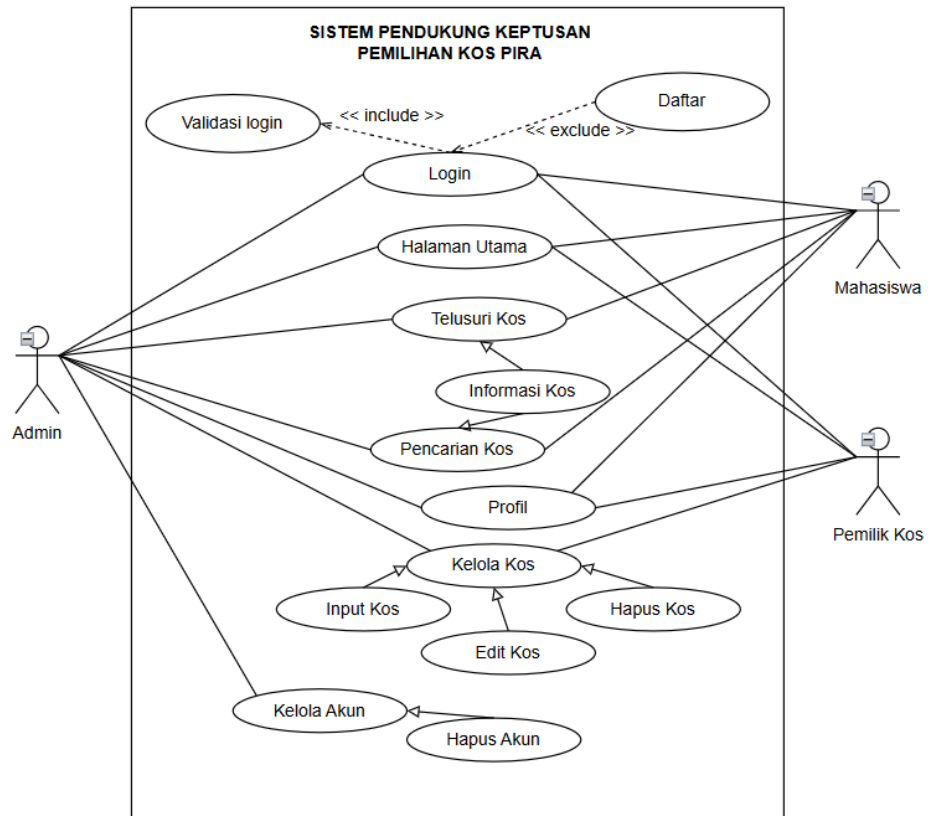 SISTEM PENDUKUNG KEPTUSAN
PEMILIHAN KOS PIRA
Validasi login
<< include >>
Daftar
<< exclude >>
Login
Halaman Utama
Mahasiswa
Telusuri Kos
Informasi Kos
Admin
Pencarian Kos
Profil
Pemilik Kos
Kelola Kos
Input Kos
Hapus Kos
Edit Kos
Kelola Akun
Hapus Akun